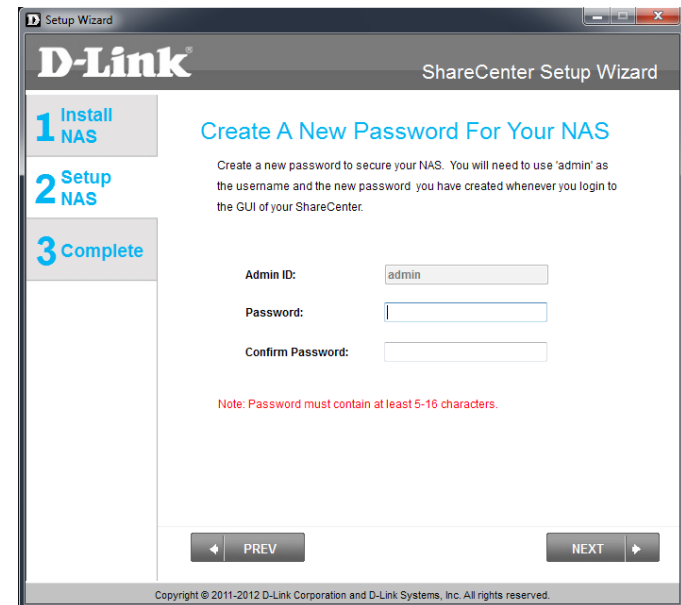 Setup Wizard
D-Link®
ShareCenter Setup Wizard
1 Install
NAS
2 Setup
NAS
3 Complete
Create A New Password For Your NAS
Create a new password to secure your NAS. You will need to use 'admin' as
the username and the new password you have created whenever you login to
the GUI of your ShareCenter.
Admin ID: admin
Password:
Confirm Password:
Note: Password must contain at least 5-16 characters.
PREV
NEXT
Copyright © 2011-2012 D-Link Corporation and D-Link Systems, Inc. All rights reserved.